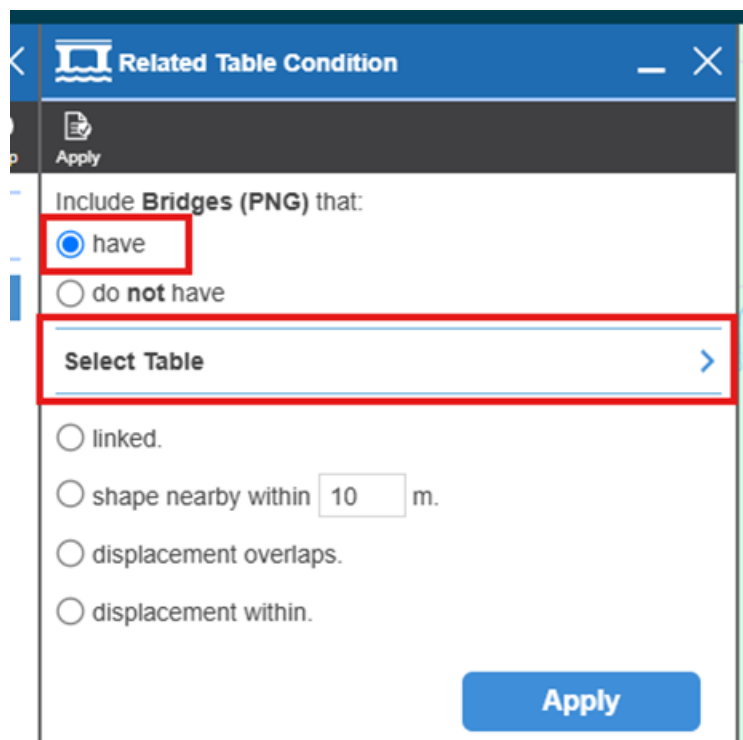 Related Table Condition
Apply
Include Bridges (PNG) that:
have
do not have
Select Table
linked.
shape nearby within 10 m.
displacement overlaps.
displacement within.
Apply